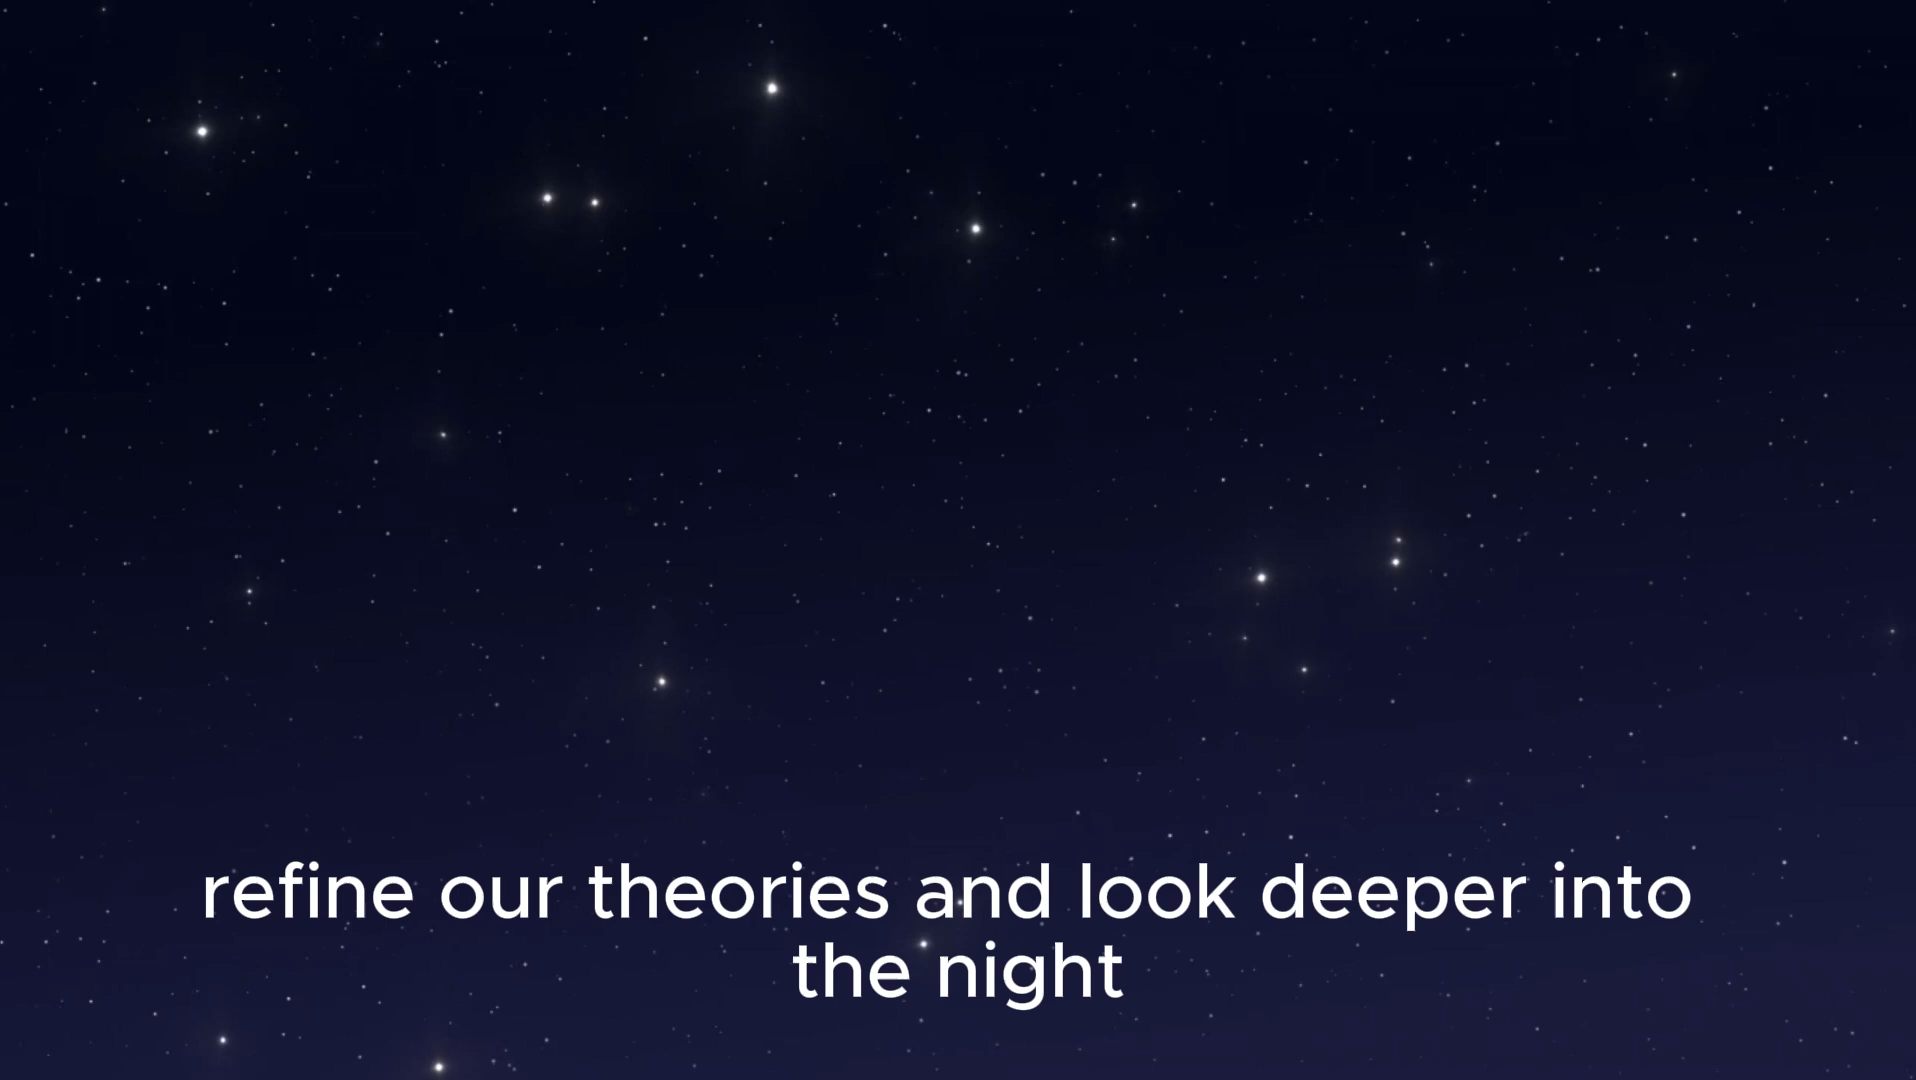 refine our theories and look deeper into
the night